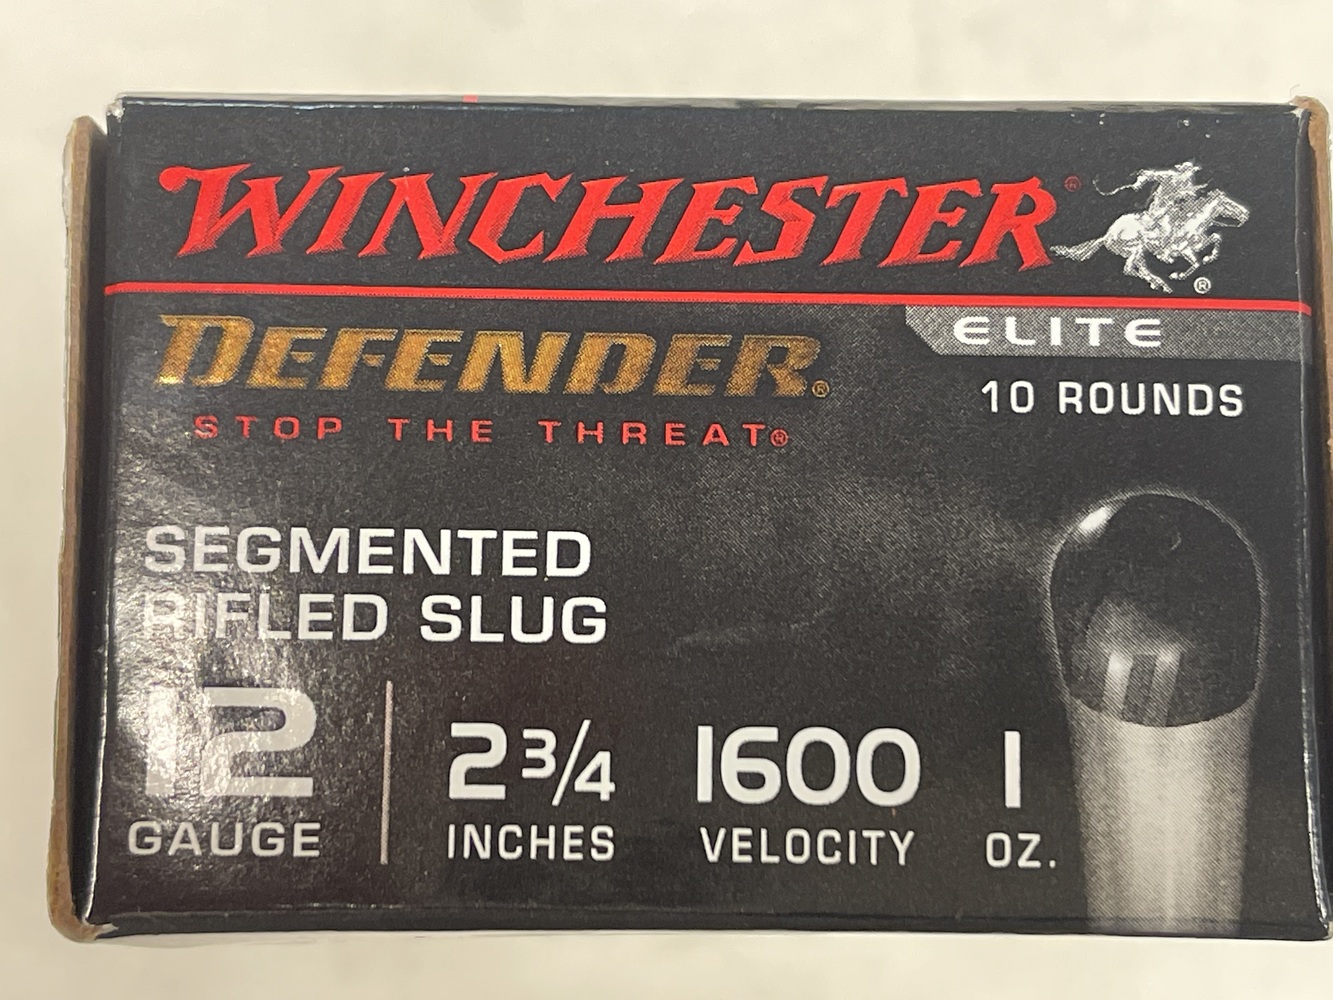 WINCHESTER®
®
DEFENDER®
ELITE
STOP THE THREAT®
10 ROUNDS
SEGMENTED
RIFLED SLUG
12 GAUGE
2 3/4 INCHES
1600 VELOCITY
1 OZ.